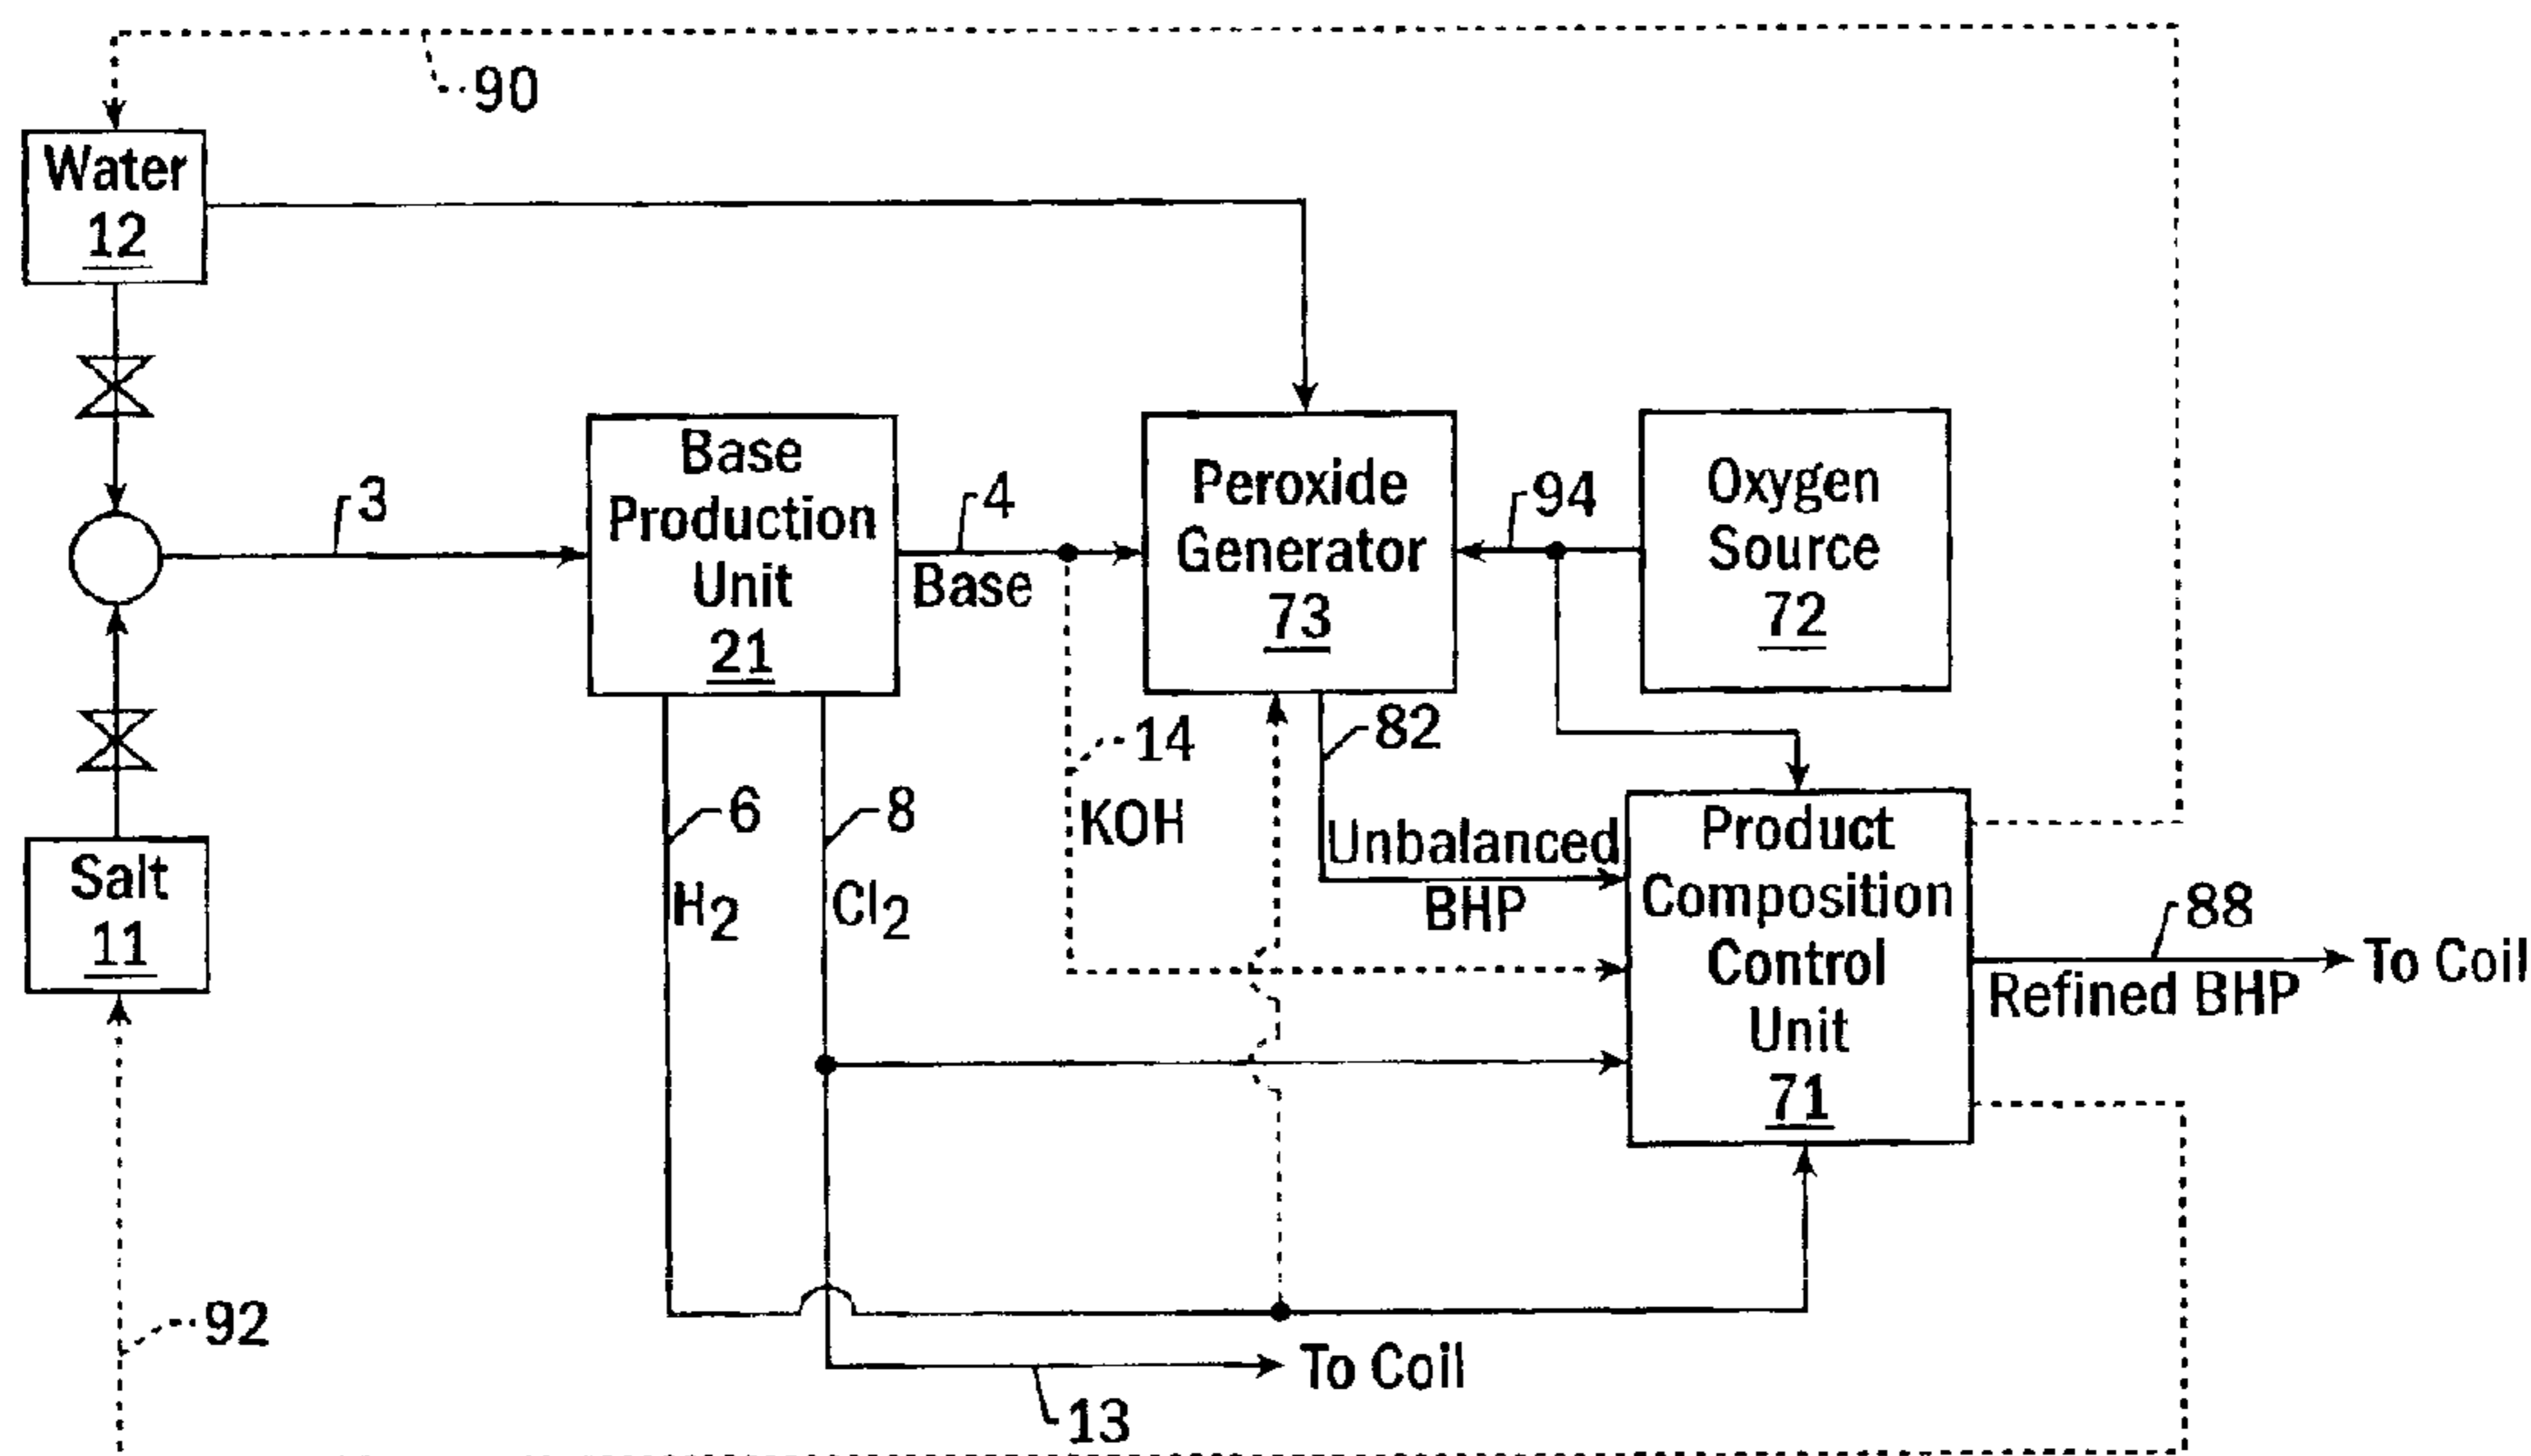 90
Water
12
3
Base
Production
Unit
21
4
Base
Peroxide
Generator
73
94
Oxygen
Source
72
14
KOH
82
Unbalanced
BHP
6
H2
8
Cl2
Salt
11
Product
Composition
Control
Unit
71
88
Refined BHP
To Coil
92
To Coil
13